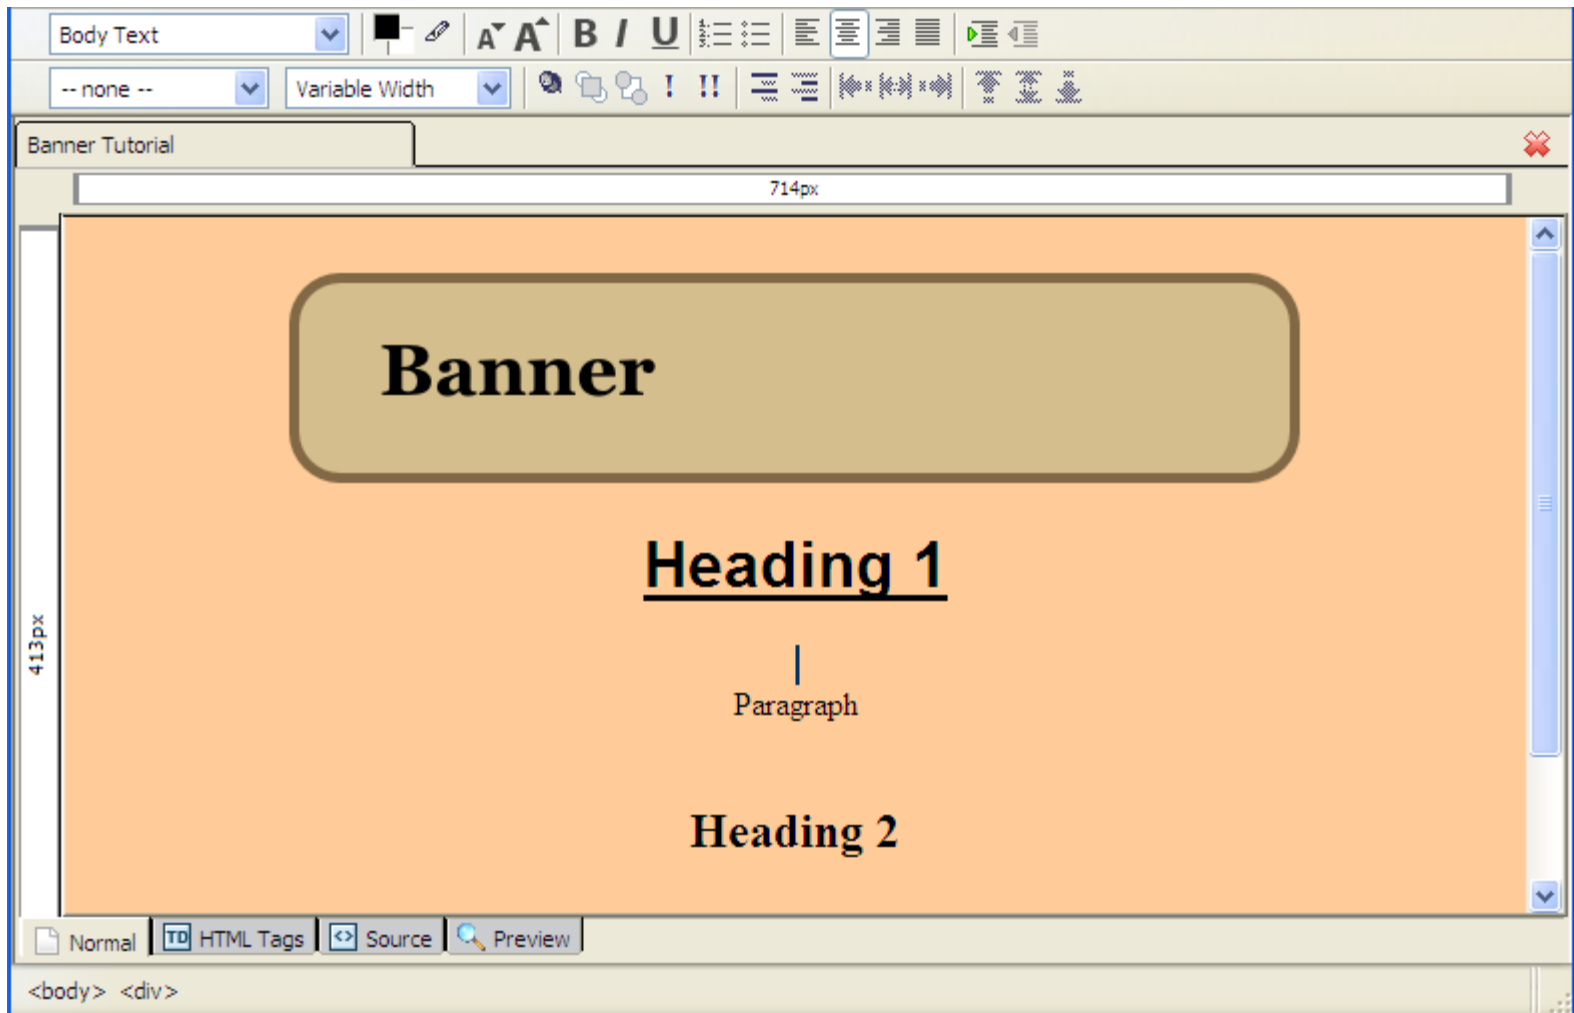 Body Text
A A B I U
-- none -- Variable Width ! !!
Banner Tutorial
714px
413px
Banner
Heading 1
Paragraph
Heading 2
Normal TD HTML Tags <> Source Preview
<body> <div>